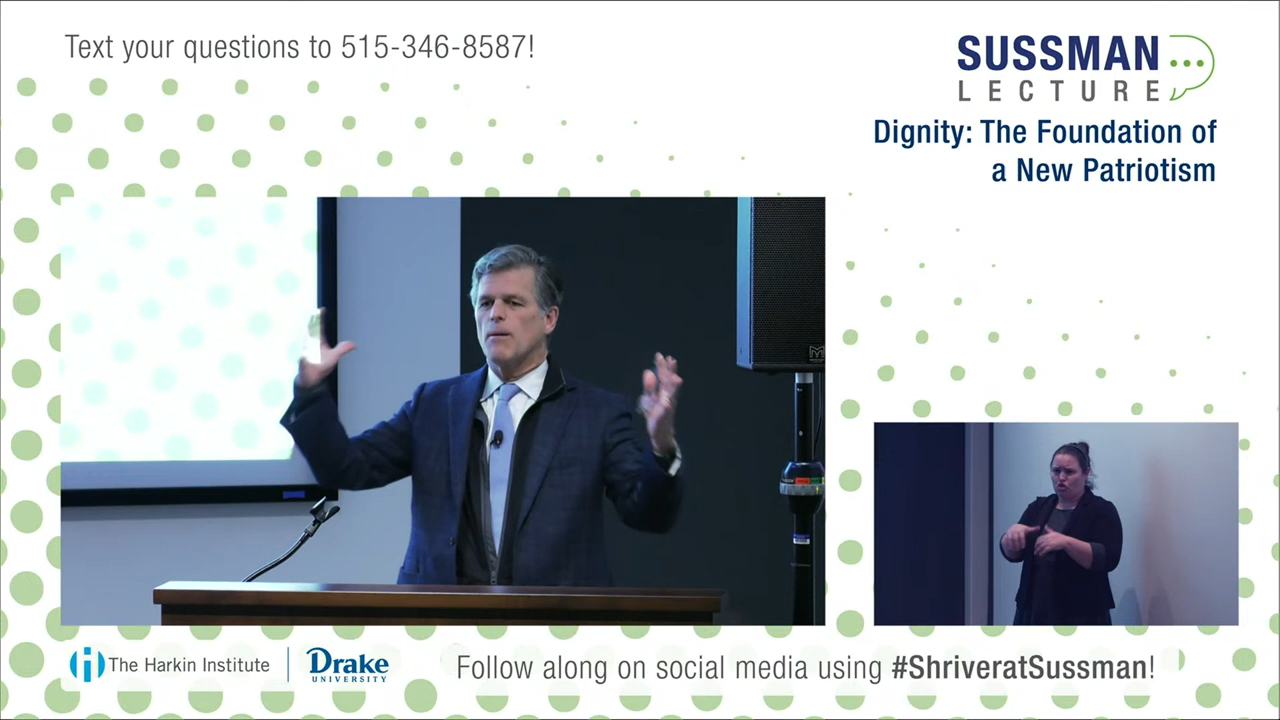 Text your questions to 515-346-8587!
SUSSMAN
LECTURE
Dignity: The Foundation of
a New Patriotism
The Harkin Institute
Drake
UNIVERSITY
Follow along on social media using #ShriveratSussman!